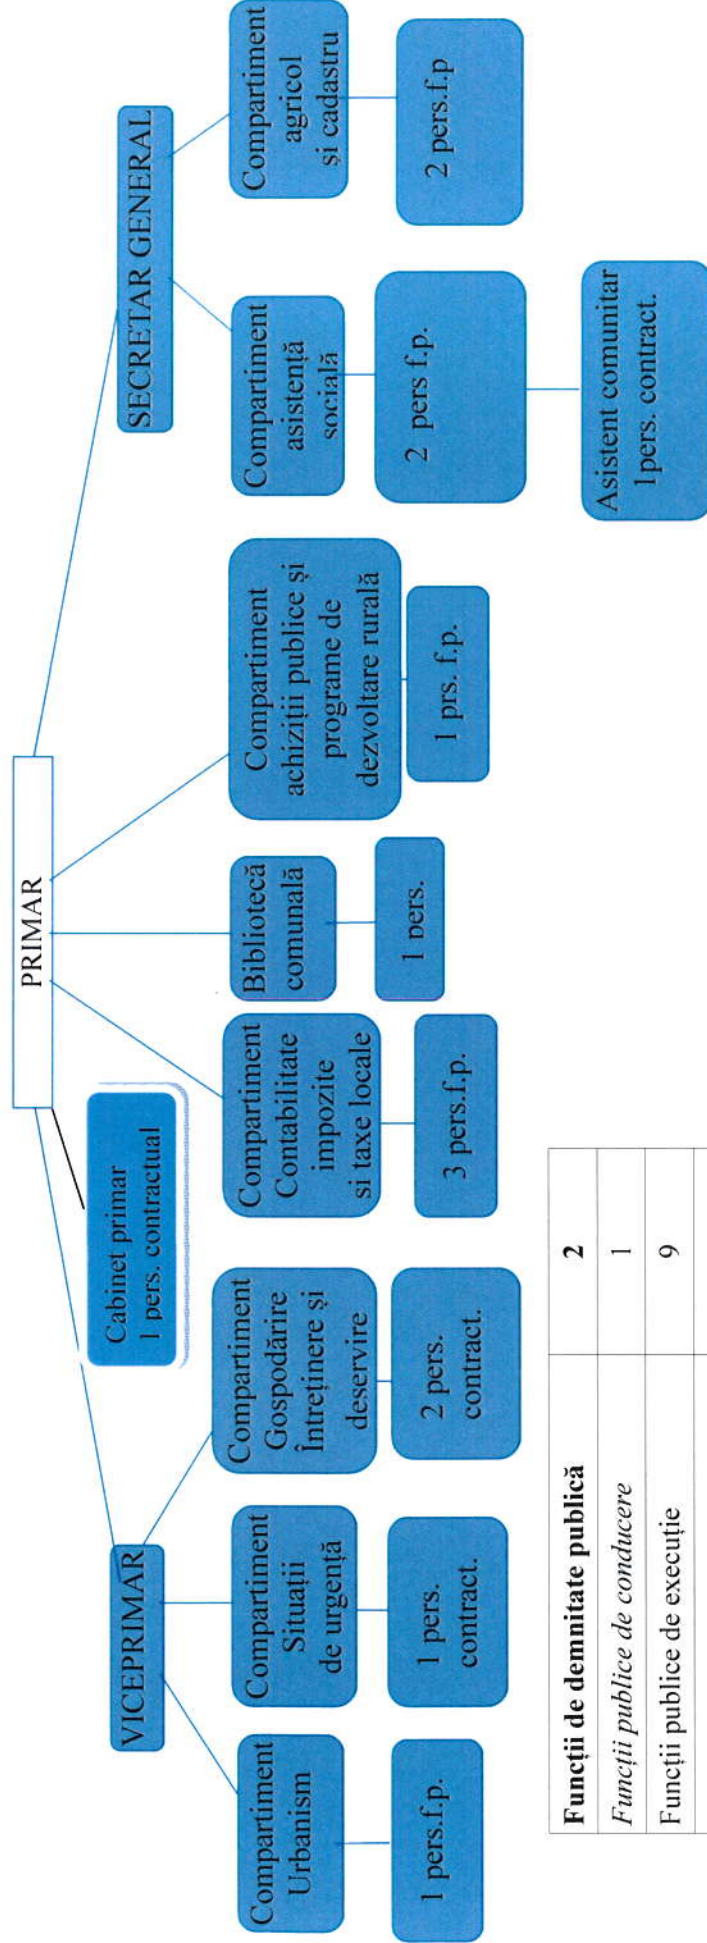 PRIMAR
Cabinet primar
1 pers. contractual
VICEPRIMAR
SECRETAR GENERAL
Compartiment
Urbanism
1 pers.f.p.
Compartiment
Situații
de urgență
1 pers.
contract.
Compartiment
Gospodărire
Întreținere și
deservire
2 pers.
contract.
Compartiment
Contabilitate
impozite
si taxe locale
3 pers.f.p.
Bibliotecă
comunală
1 pers.
Compartiment
achiziții publice și
programe de
dezvoltare rurală
1 prs. f.p.
Compartiment
asistență
socială
2 pers f.p.
Asistent comunitar
1pers. contract.
Compartiment
agricol
și cadastru
2 pers.f.p
Funcții de demnitate publică 2
Funcții publice de conducere 1
Funcții publice de execuție 9